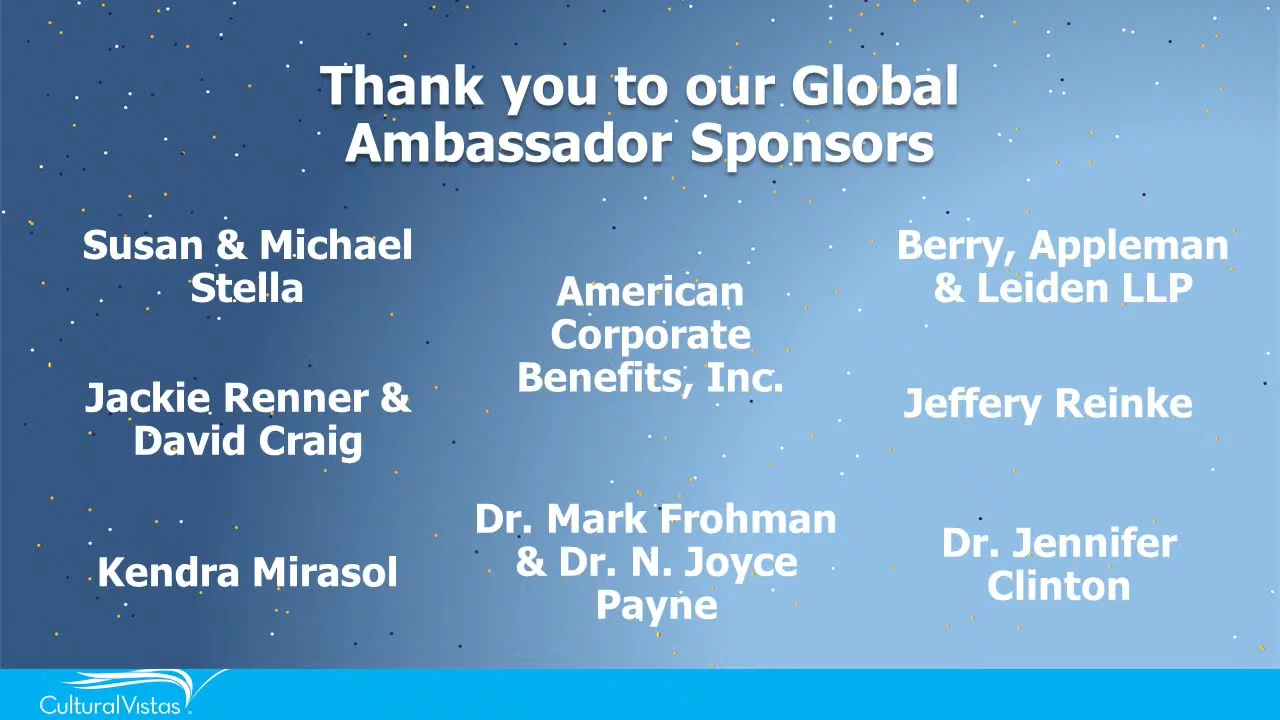 Thank you to our Global
Ambassador Sponsors
Susan & Michael
Stella
Jackie Renner &
David Craig
Kendra Mirasol
American
Corporate
Benefits, Inc.
Dr. Mark Frohman
& Dr. N. Joyce
Payne
Berry, Appleman
& Leiden LLP
Jeffery Reinke
Dr. Jennifer
Clinton
CulturalVistas